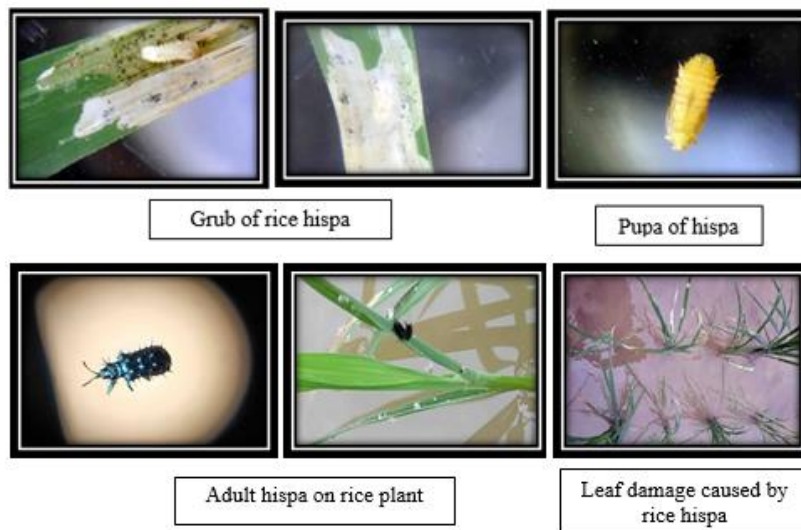 Grub of rice hispa
Pupa of hispa
Adult hispa on rice plant
Leaf damage caused by
rice hispa